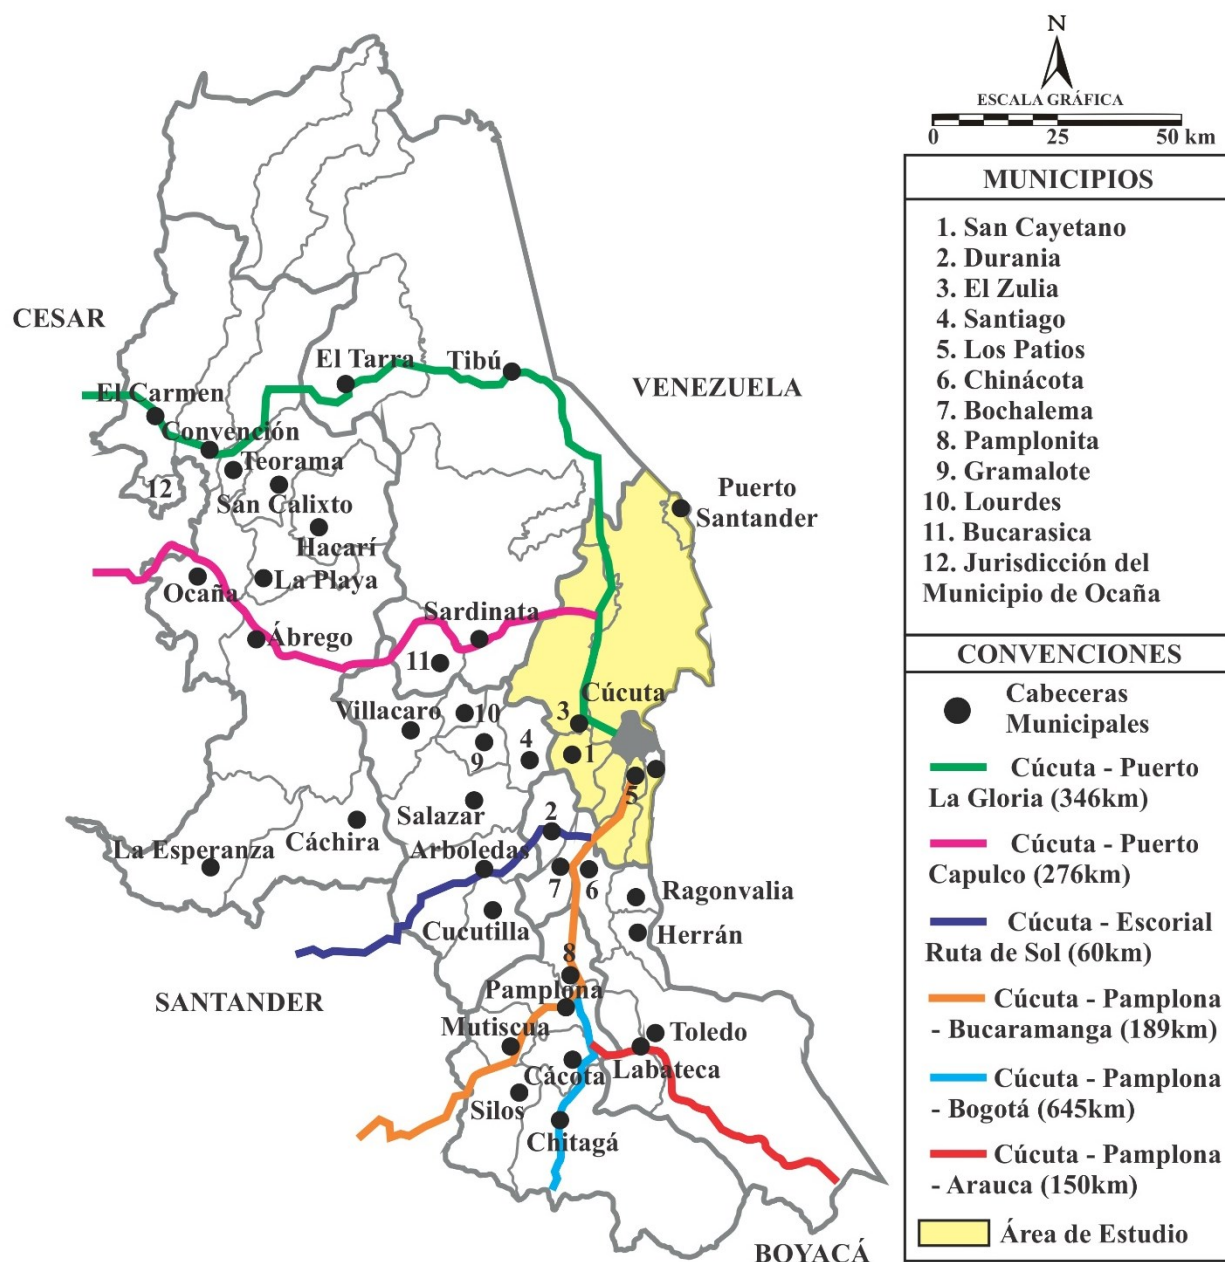 N
ESCALA GRÁFICA
0 25 50 km
MUNICIPIOS
1. San Cayetano
2. Durania
3. El Zulia
4. Santiago
5. Los Patios
6. Chinácota
7. Bochalema
8. Pamplonita
9. Gramalote
10. Lourdes
11. Bucarasica
12. Jurisdicción del
Municipio de Ocaña
CONVENCIONES
Cabeceras
Municipales
Cúcuta - Puerto
La Gloria (346km)
Cúcuta - Puerto
Capulco (276km)
Cúcuta - Escorial
Ruta de Sol (60km)
Cúcuta - Pamplona
- Bucaramanga (189km)
Cúcuta - Pamplona
- Bogotá (645km)
Cúcuta - Pamplona
- Arauca (150km)
Área de Estudio
CESAR
El Tarra
Tibú
VENEZUELA
El Carmen
Convención
Teorama
12
San Calixto
Puerto
Santander
Hacarí
Ocaña
La Playa
Sardinata
Ábrego
11
Cúcuta
Villacaro
10
3
9
4
1
5
Salazar
2
Cáchira
La Esperanza
Arboledas
7
6
Ragonvalia
Cucutilla
Herrán
8
SANTANDER
Pamplona
Mutiscua
Toledo
Cácota
Labateca
Silos
Chitagá
BOYACÁ